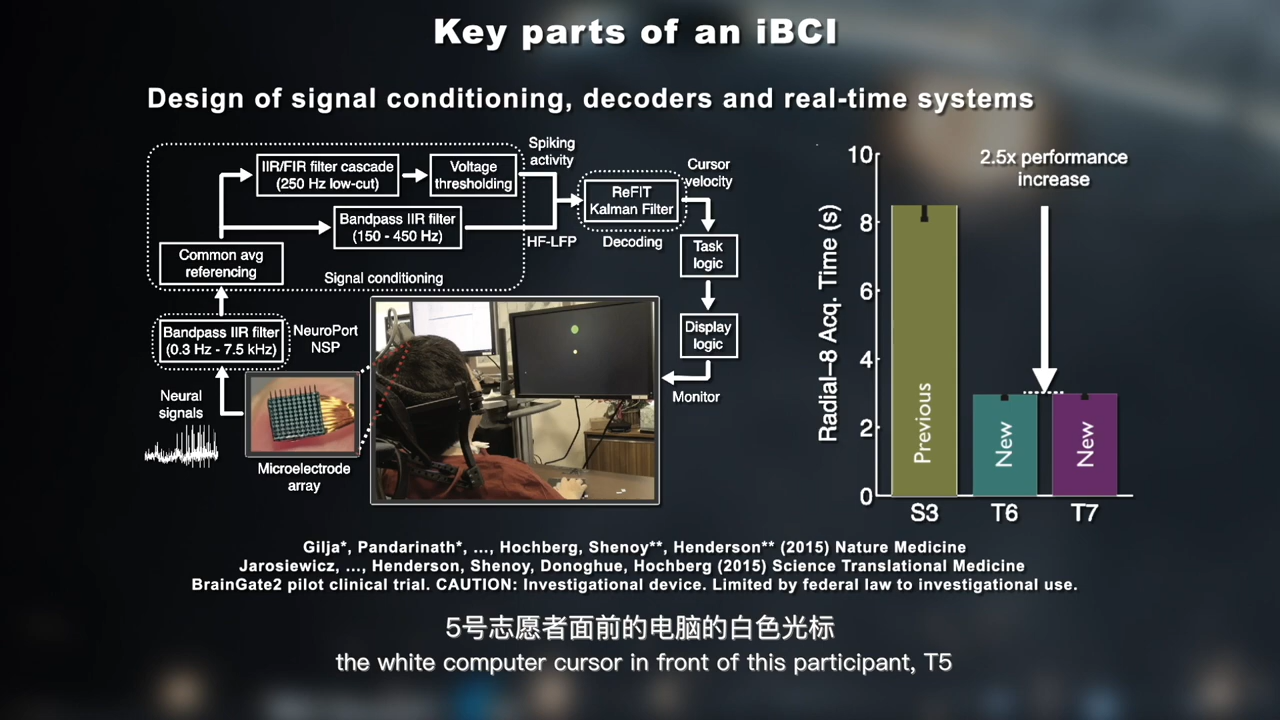 Key parts of an iBCI
Design of signal conditioning, decoders and real-time systems
IIR/FIR filter cascade
(250 Hz low-cut)
Voltage
thresholding
Spiking
activity
Bandpass IIR filter
(150 - 450 Hz)
HF-LFP
ReFIT
Kalman Filter
Decoding
Cursor
velocity
Common avg
referencing
Signal conditioning
Task
logic
Bandpass IIR filter
(0.3 Hz - 7.5 kHz)
NeuroPort
NSP
Display
logic
Monitor
Neural
signals
Microelectrode
array
2.5x performance
increase
Radial–8 Acq. Time (s)
10
8
6
4
2
0
Previous
New
New
S3
T6
T7
Gilja*, Pandarinath*, ..., Hochberg, Shenoy**, Henderson** (2015) Nature Medicine
Jarosiewicz, ..., Henderson, Shenoy, Donoghue, Hochberg (2015) Science Translational Medicine
BrainGate2 pilot clinical trial. CAUTION: Investigational device. Limited by federal law to investigational use.
5号志愿者面前的电脑的白色光标
the white computer cursor in front of this participant, T5